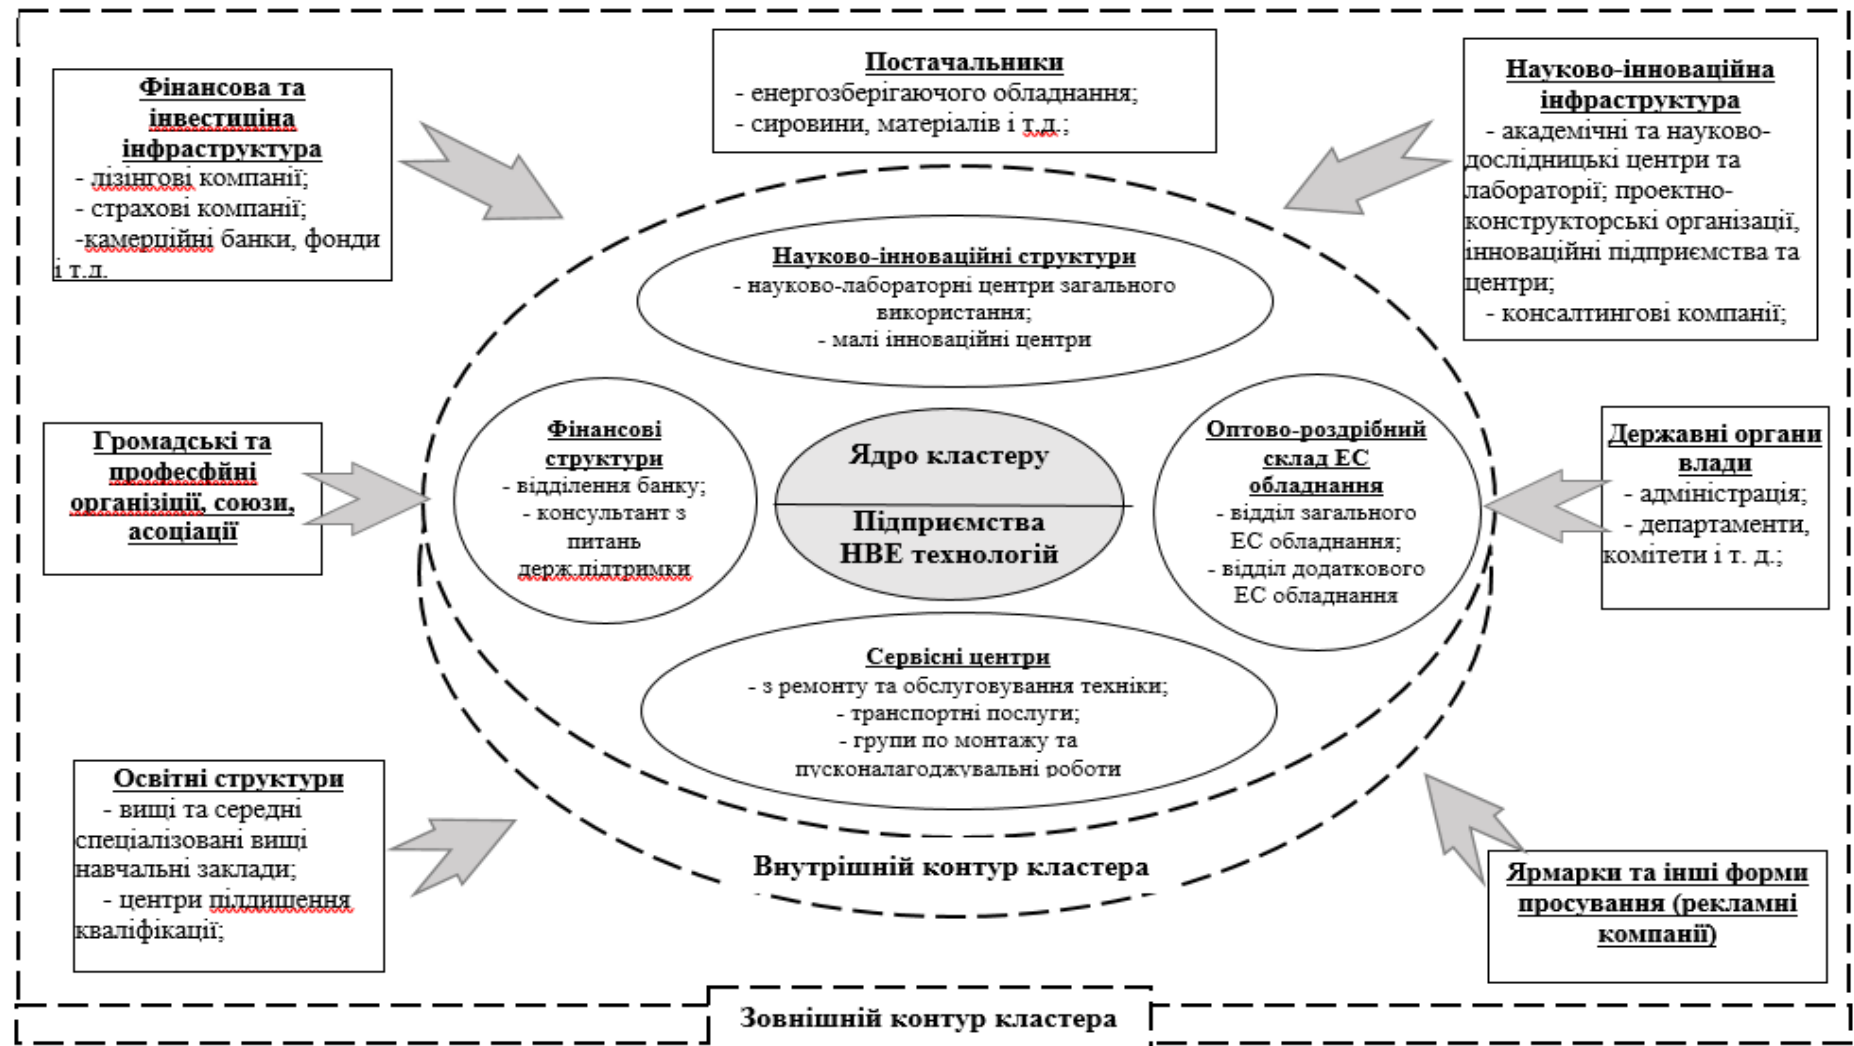 Фінансова та
інвестиціна
інфраструктура
- лізінгові компанії;
- страхові компанії;
-камерційні банки, фонди
і т.д.
Постачальники
- енергозберігаючого обладнання;
- сировини, матеріалів і т.д.;
Науково-інноваційна
інфраструктура
- академічні та науково-
дослідницькі центри та
лабораторії; проектно-
конструкторські організації,
інноваційні підприємства та
центри;
- консалтингові компанії;
Науково-інноваційні структури
- науково-лабораторні центри загального
використання;
- малі інноваційні центри
Громадські та
професфйні
організіції, союзи,
асоціації
Фінансові
структури
- відділення банку;
- консультант з
питань
держ.підтримки
Ядро кластеру
Підприємства
НВЕ технологій
Оптово-роздрібний
склад ЕС
обладнання
- відділ загального
ЕС обладнання;
- відділ додаткового
ЕС обладнання
Державні органи
влади
- адміністрація;
- департаменти,
комітети і т. д.;
Сервісні центри
- з ремонту та обслуговування техніки;
- транспортні послуги;
- групи по монтажу та
пусконалагоджувальні роботи
Освітні структури
- вищі та середні
спеціалізовані вищі
навчальні заклади;
- центри пілдишення
кваліфікації;
Внутрішній контур кластера
Ярмарки та інші форми
просування (рекламні
компанії)
Зовнішній контур кластера